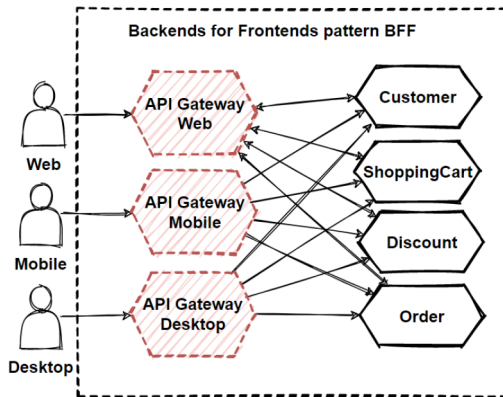 Backends for Frontends pattern BFF
Web
API Gateway
Web
Customer
ShoppingCart
Mobile
API Gateway
Mobile
Discount
Desktop
API Gateway
Desktop
Order